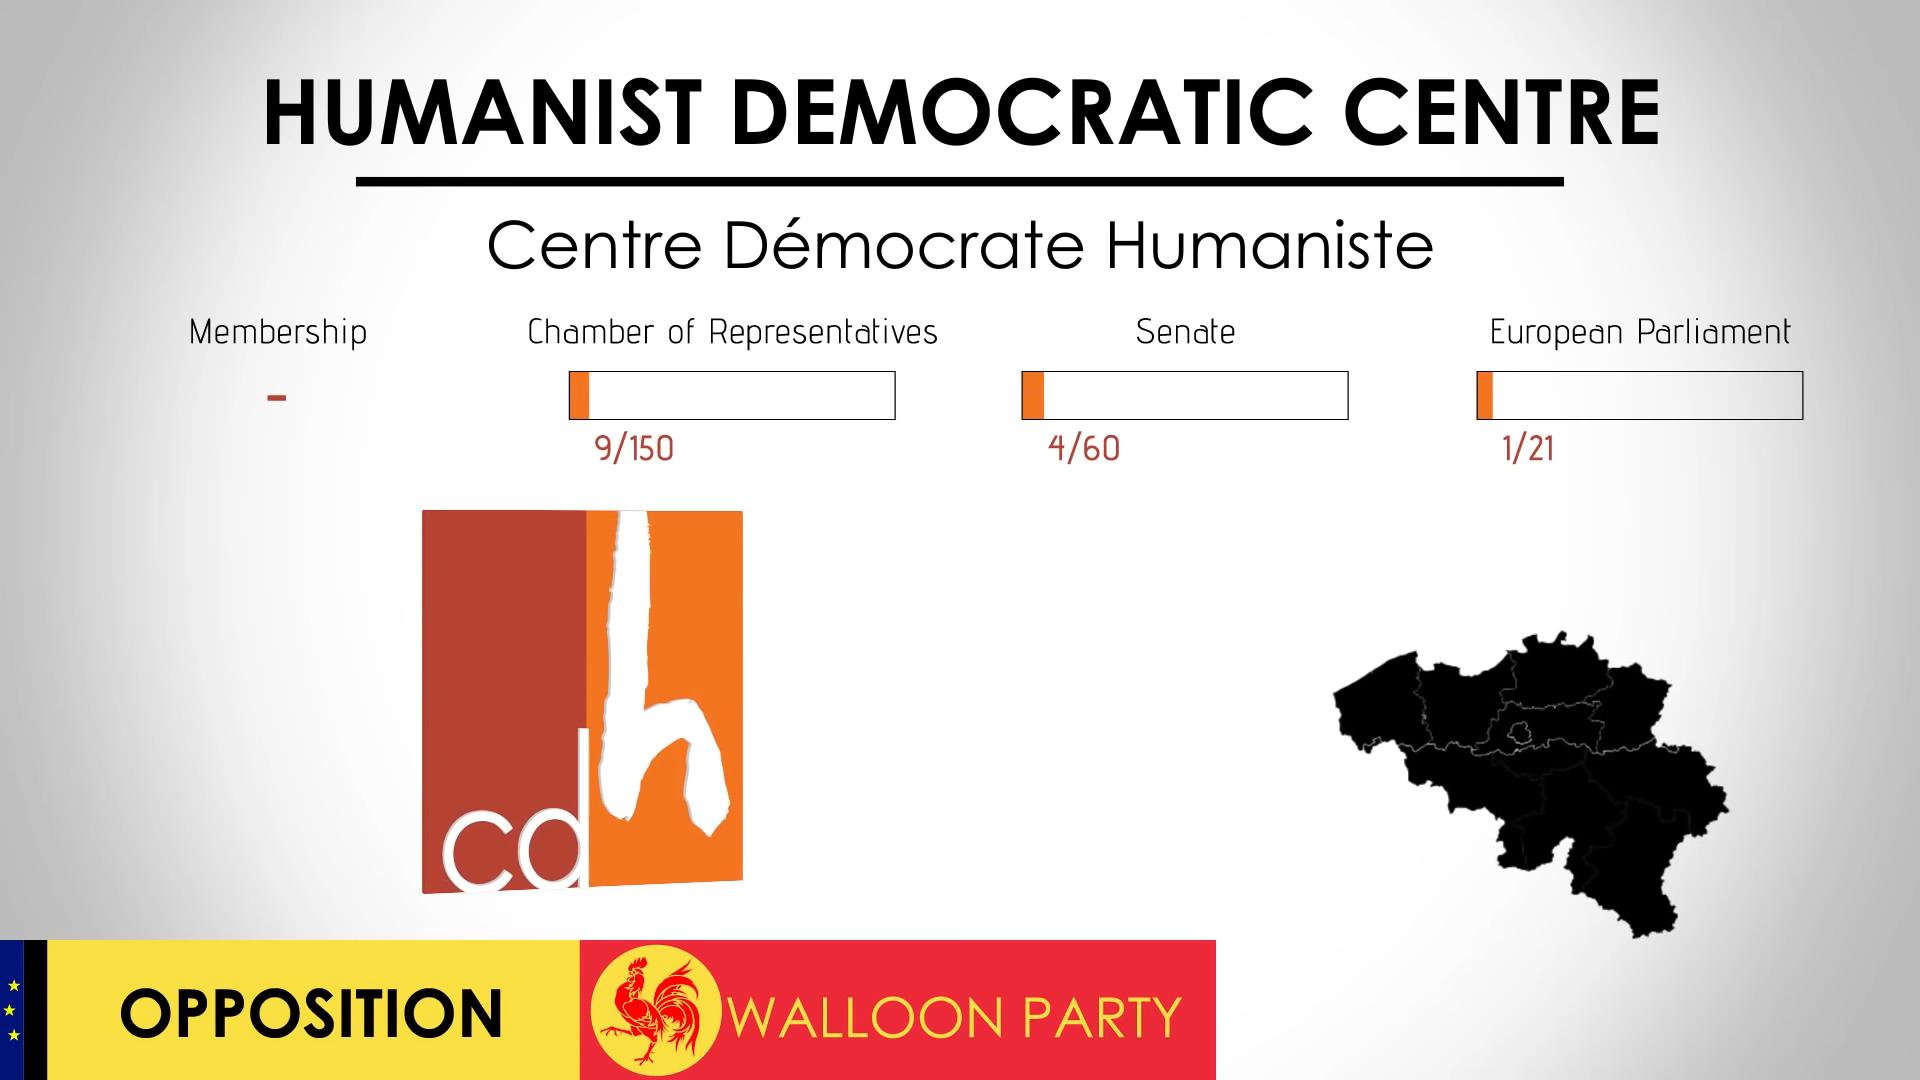 HUMANIST DEMOCRATIC CENTRE
Centre Démocrate Humaniste
Membership
-
Chamber of Representatives
9/150
Senate
4/60
European Parliament
1/21
cdh
OPPOSITION
WALLOON PARTY